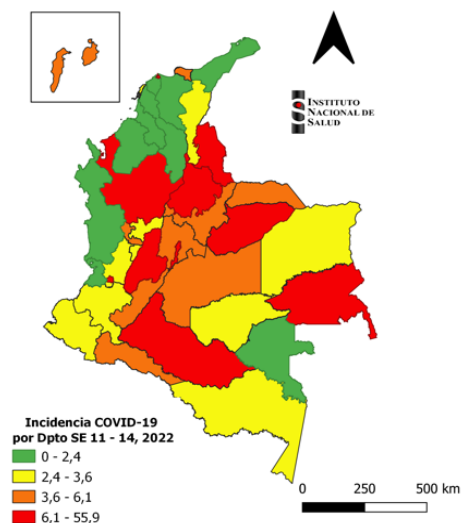 INSTITUTO
NACIONAL DE
SALUD
Incidencia COVID-19
por Dpto SE 11 - 14, 2022
0 - 2,4
2,4 - 3,6
3,6 - 6,1
6,1 - 55,9
0 250 500 km